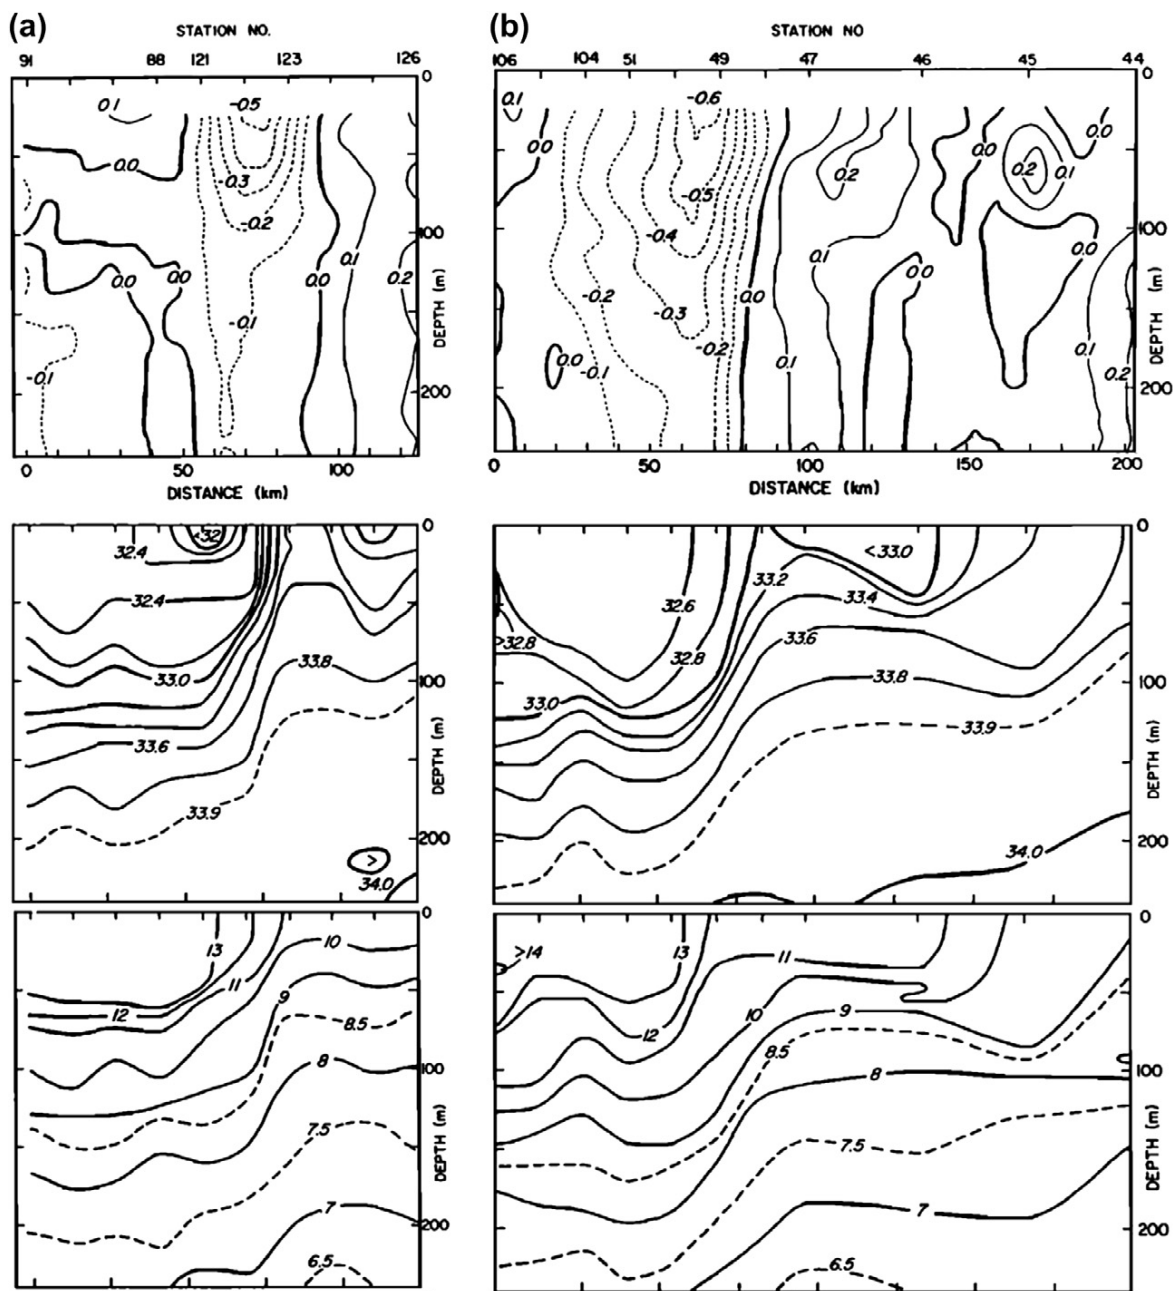 (a)
STATION NO.
91 88 121 123 126
0
0.1 -0.5
0.0 -0.3
-0.2
100
0.0 0.0 0.0 0.1 0.2
-0.1
-0.1
200
DEPTH (m)
0 50 100
DISTANCE (km)
<32
0
32.4
32.4
33.0 33.8
100
33.6
33.9
200
34.0
>
DEPTH (m)
0
13 10
11
12 9
8.5
8
100
7.5
7
200
6.5
DEPTH (m)
(b)
STATION NO
106 104 51 49 47 46 45 44
0
0.1 -0.6
0.0 0.0 0.0
0.2 0.2 0.1
-0.5
-0.4
100
0.1 0.0 0.0 0.2
-0.2 0.0
-0.3
-0.2
0.0 -0.1 0.1 0.1
0.2
200
DEPTH (m)
0 50 100 150 200
DISTANCE (km)
0
<33.0
33.2
32.6 33.4
>32.8 32.8 33.6
33.0 33.8
100
33.9
34.0
200
DEPTH (m)
0
>14 13 11
12 10 9
8.5
8
100
7.5
7
200
6.5
DEPTH (m)